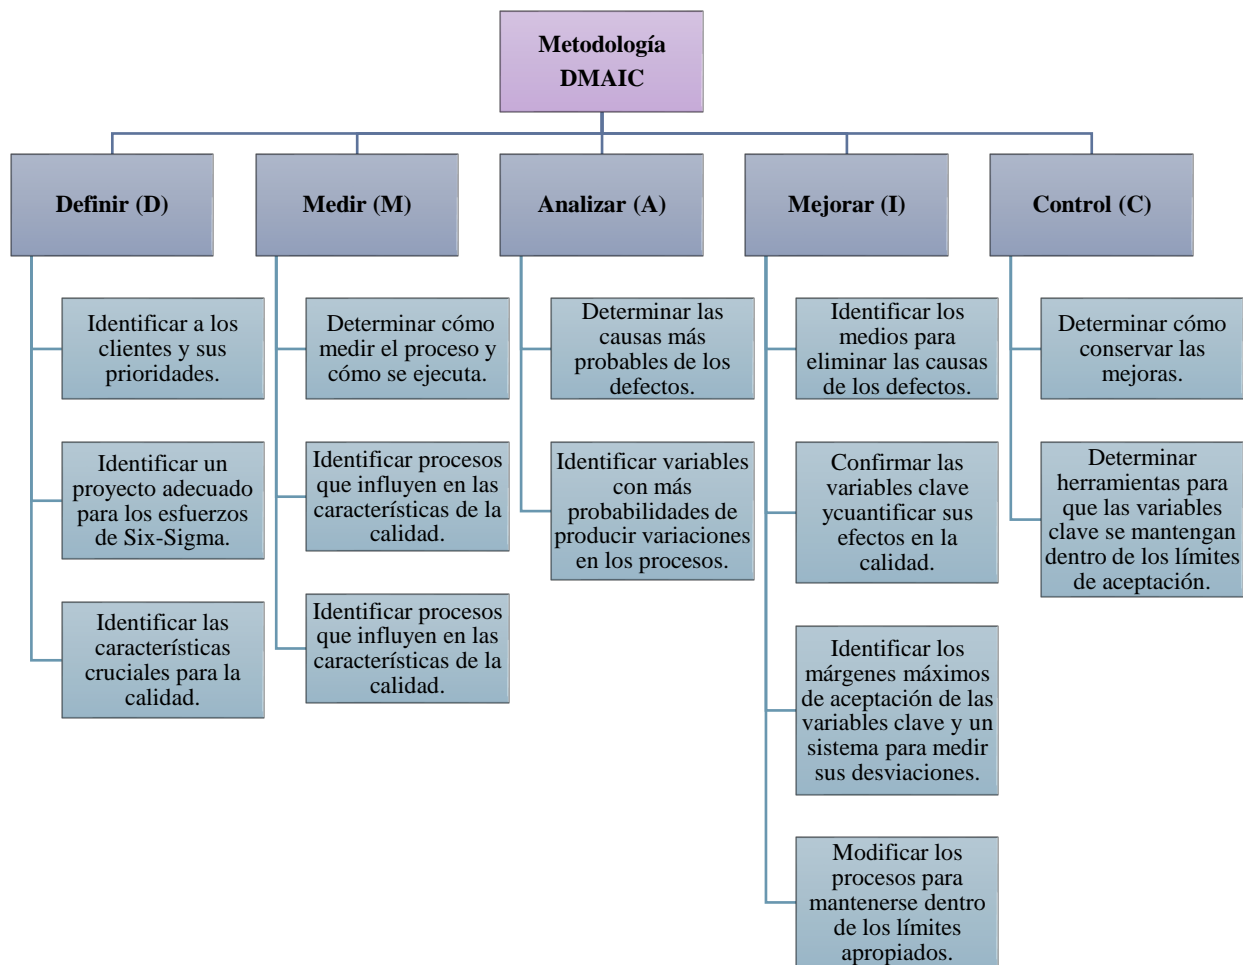 Metodología
DMAIC
Definir (D)
Medir (M)
Analizar (A)
Mejorar (I)
Control (C)
Identificar a los
clientes y sus
prioridades.
Identificar un
proyecto adecuado
para los esfuerzos
de Six-Sigma.
Identificar las
características
cruciales para la
calidad.
Determinar cómo
medir el proceso y
cómo se ejecuta.
Identificar procesos
que influyen en las
características de la
calidad.
Identificar procesos
que influyen en las
características de la
calidad.
Determinar las
causas más
probables de los
defectos.
Identificar variables
con más
probabilidades de
producir variaciones
en los procesos.
Identificar los
medios para
eliminar las causas
de los defectos.
Confirmar las
variables clave
ycuantificar sus
efectos en la
calidad.
Identificar los
márgenes máximos
de aceptación de las
variables clave y un
sistema para medir
sus desviaciones.
Modificar los
procesos para
mantenerse dentro
de los límites
apropiados.
Determinar cómo
conservar las
mejoras.
Determinar
herramientas para
que las variables
clave se mantengan
dentro de los límites
de aceptación.